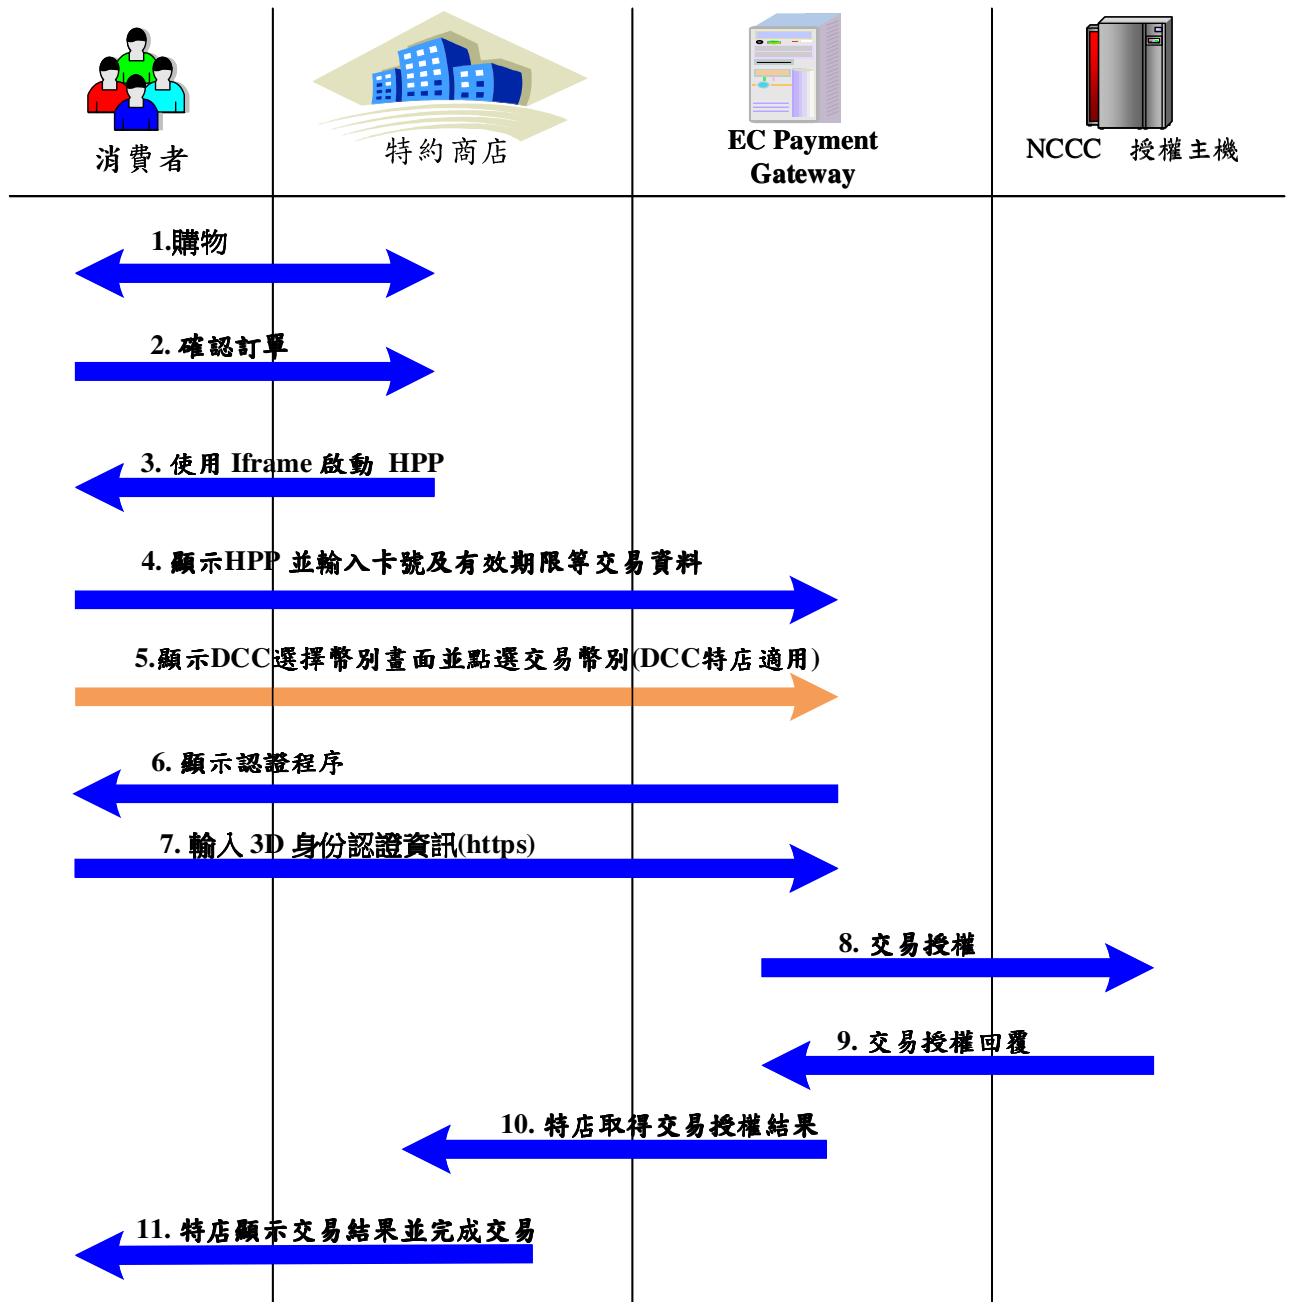 消費者
特約商店
EC Payment
Gateway
NCCC 授權主機
1.購物
2. 確認訂單
3. 使用 Iframe 啟動 HPP
4. 顯示HPP 並輸入卡號及有效期限等交易資料
5.顯示DCC選擇幣別畫面並點選交易幣別(DCC特店適用)
6. 顯示認證程序
7. 輸入 3D 身份認證資訊(https)
8. 交易授權
9. 交易授權回覆
10. 特店取得交易授權結果
11. 特店顯示交易結果並完成交易